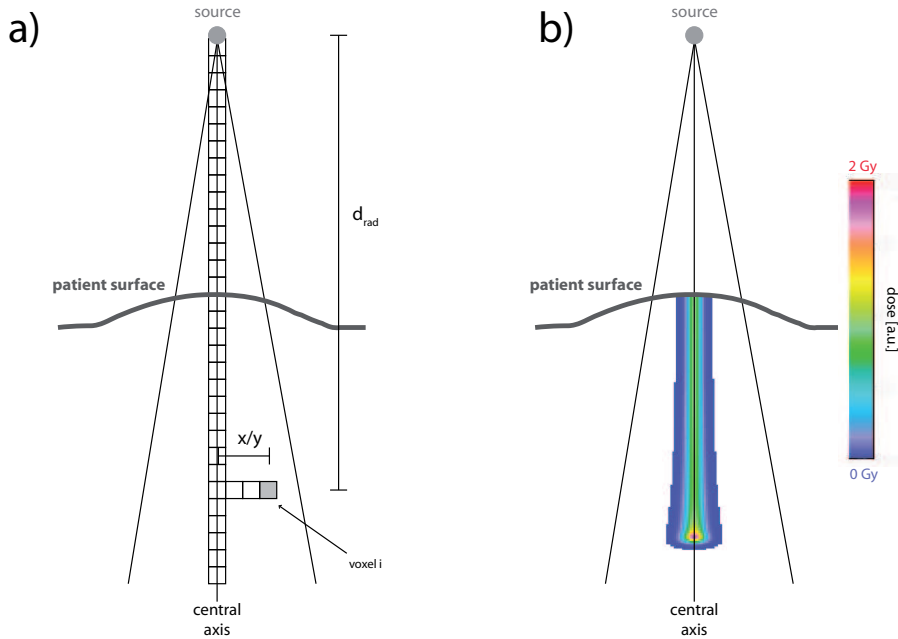 a)
source
d_rad
patient surface
x/y
voxel i
central
axis
b)
source
patient surface
2 Gy
dose [a.u.]
0 Gy
central
axis